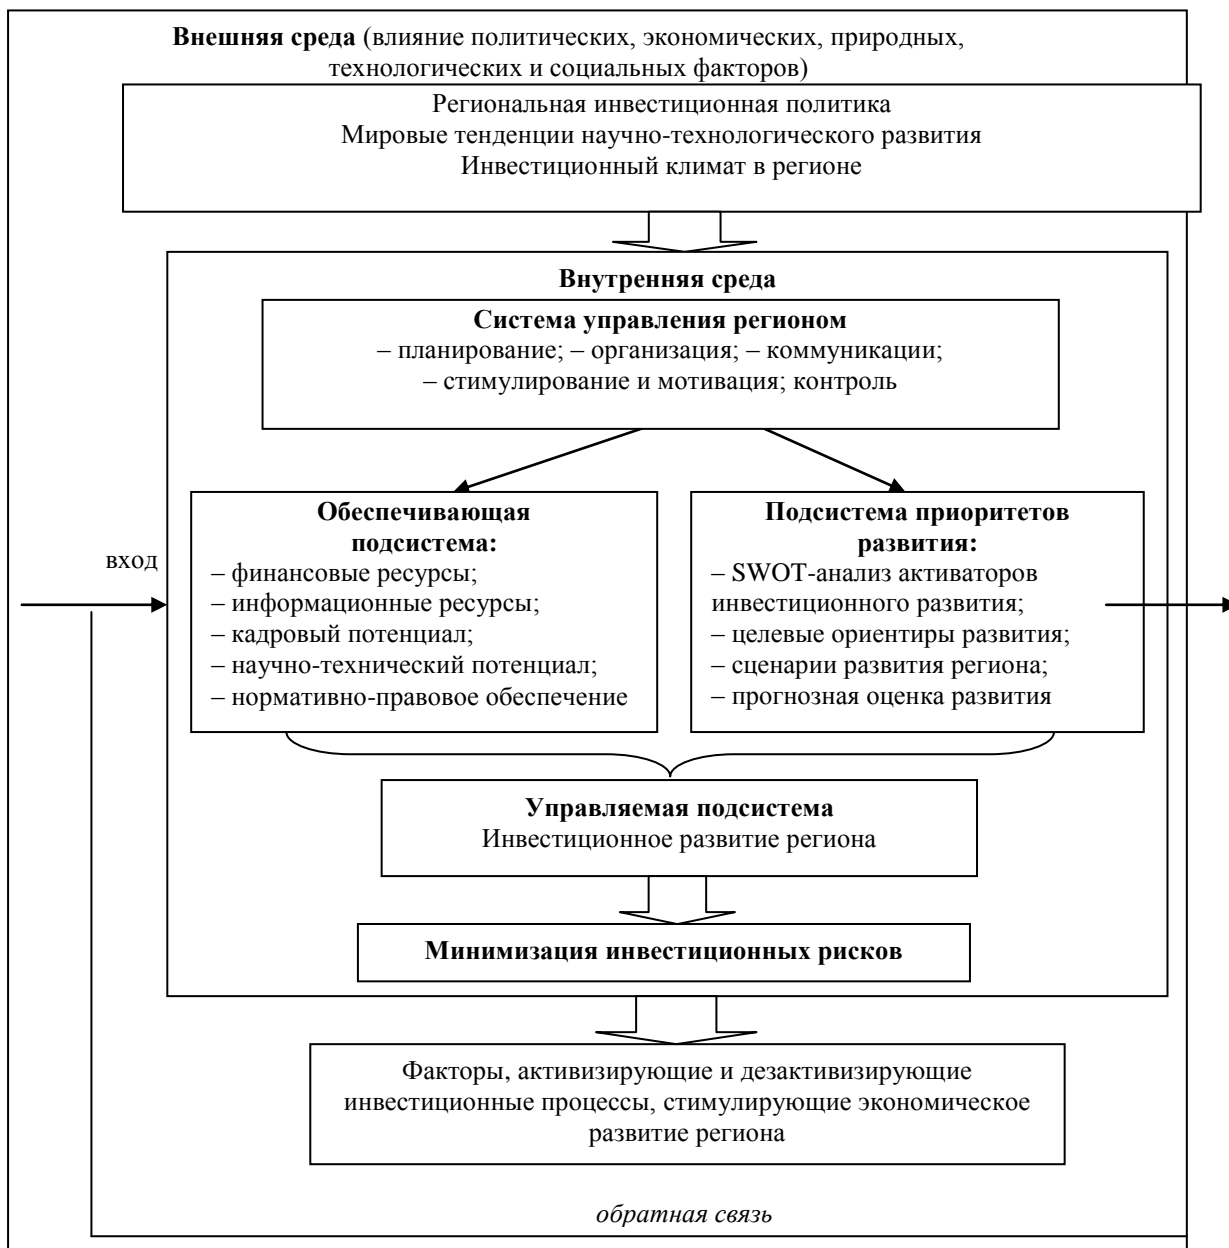 Внешняя среда (влияние политических, экономических, природных,
технологических и социальных факторов)
Региональная инвестиционная политика
Мировые тенденции научно-технологического развития
Инвестиционный климат в регионе
Внутренняя среда
Система управления регионом
– планирование; – организация; – коммуникации;
– стимулирование и мотивация; контроль
вход
Обеспечивающая
подсистема:
– финансовые ресурсы;
– информационные ресурсы;
– кадровый потенциал;
– научно-технический потенциал;
– нормативно-правовое обеспечение
Подсистема приоритетов
развития:
– SWOT-анализ активаторов
инвестиционного развития;
– целевые ориентиры развития;
– сценарии развития региона;
– прогнозная оценка развития
Управляемая подсистема
Инвестиционное развитие региона
Минимизация инвестиционных рисков
Факторы, активизирующие и дезактивизирующие
инвестиционные процессы, стимулирующие экономическое
развитие региона
обратная связь